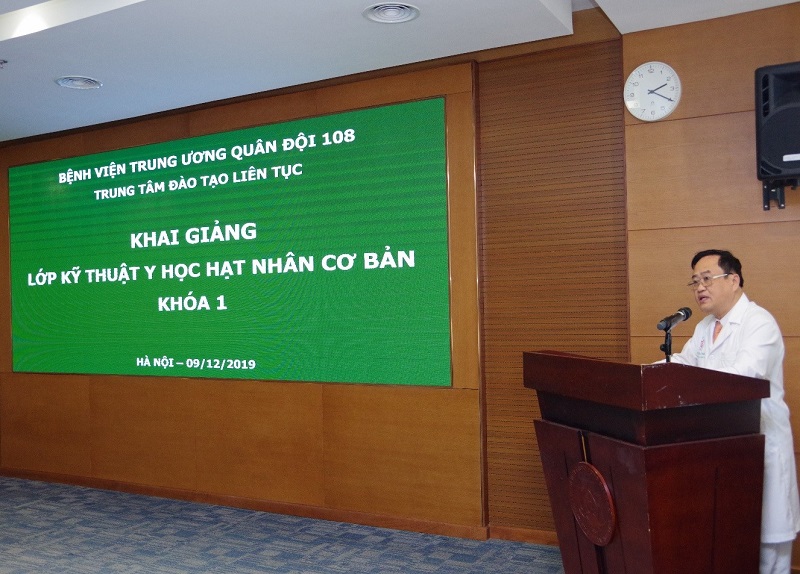 BỆNH VIỆN TRUNG ƯƠNG QUÂN ĐỘI 108
TRUNG TÂM ĐÀO TẠO LIÊN TỤC
KHAI GIẢNG
LỚP KỸ THUẬT Y HỌC HẠT NHÂN CƠ BẢN
KHÓA 1
HÀ NỘI – 09/12/2019